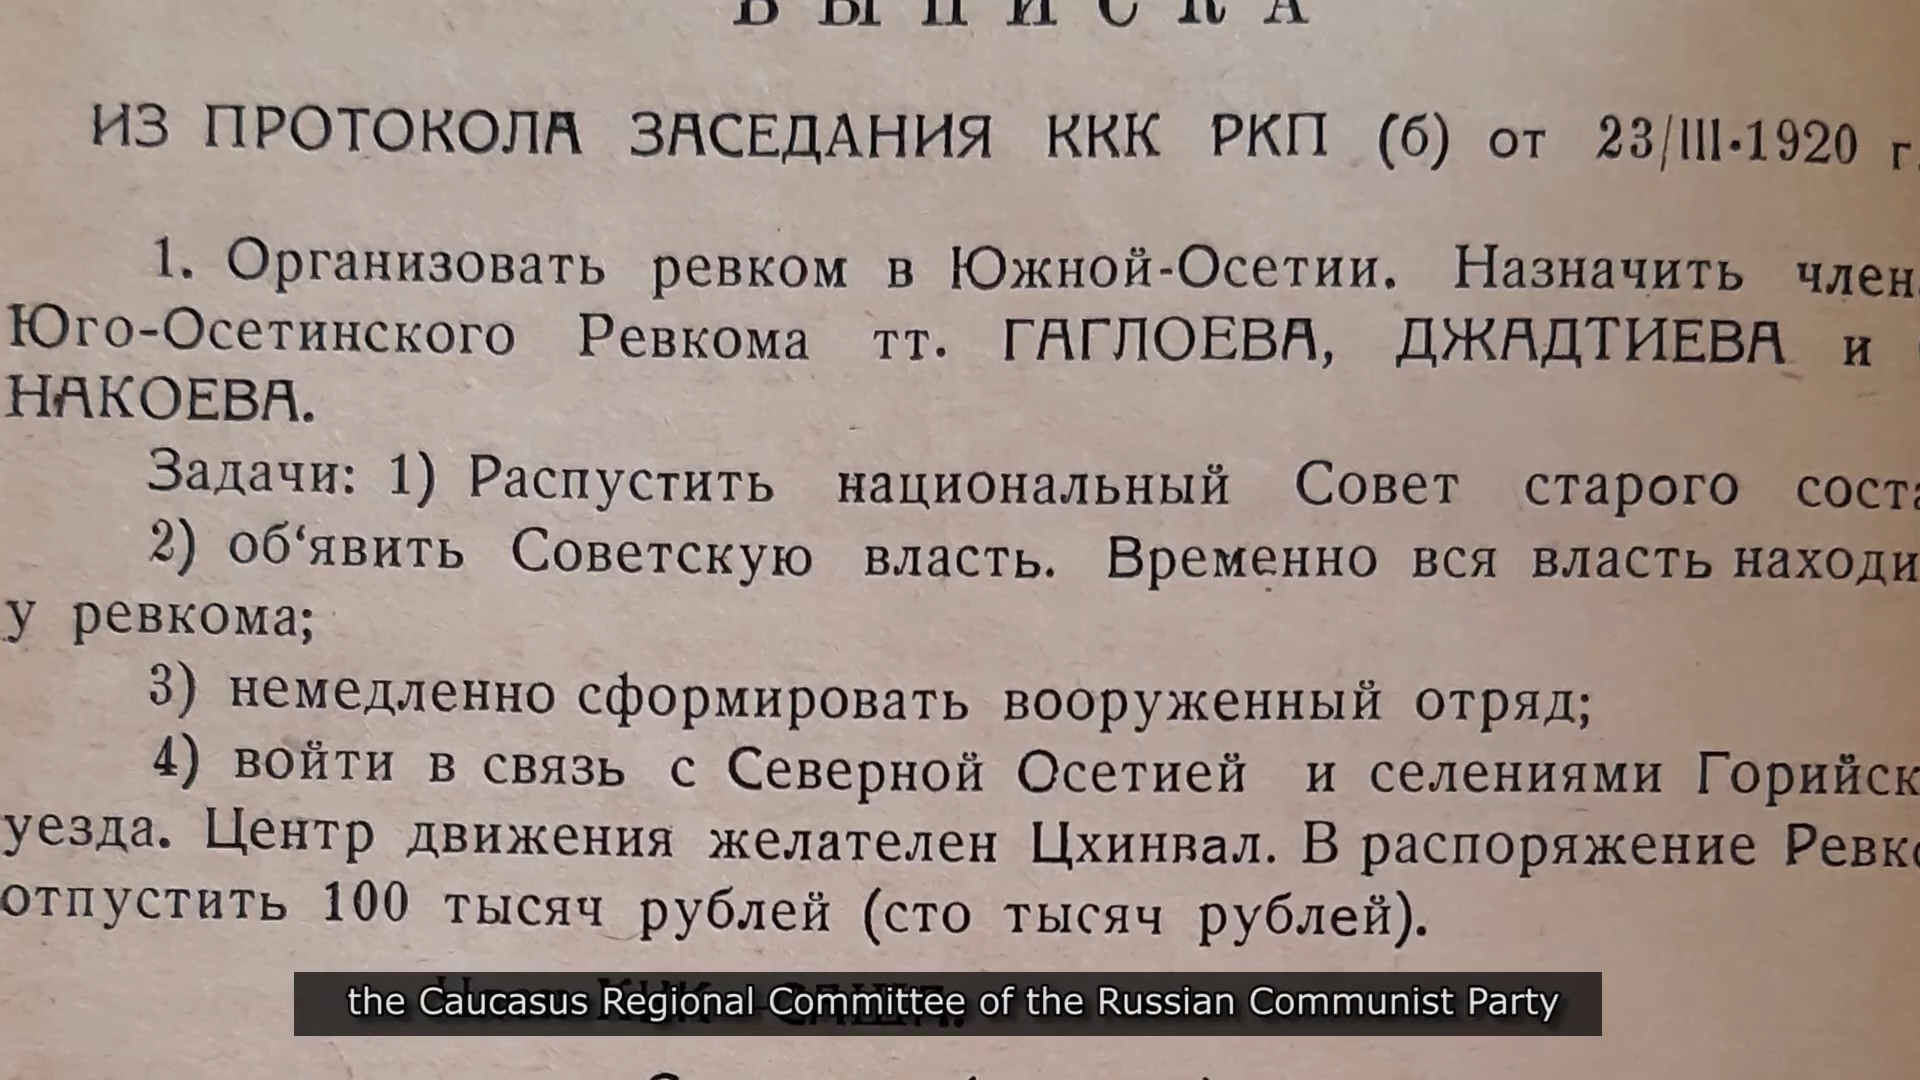 ВЫПИСКА
ИЗ ПРОТОКОЛА ЗАСЕДАНИЯ ККК РКП (б) от 23/III·1920 г.
1. Организовать ревком в Южной-Осетии. Назначить член
Юго-Осетинского Ревкома тт. ГАГЛОЕВА, ДЖАДТИЕВА и
НАКОЕВА.
Задачи: 1) Распустить национальный Совет старого соста
2) об‘явить Советскую власть. Временно вся власть находи
у ревкома;
3) немедленно сформировать вооруженный отряд;
4) войти в связь с Северной Осетией и селениями Горийск
уезда. Центр движения желателен Цхинвал. В распоряжение Ревко
отпустить 100 тысяч рублей (сто тысяч рублей).
the Caucasus Regional Committee of the Russian Communist Party